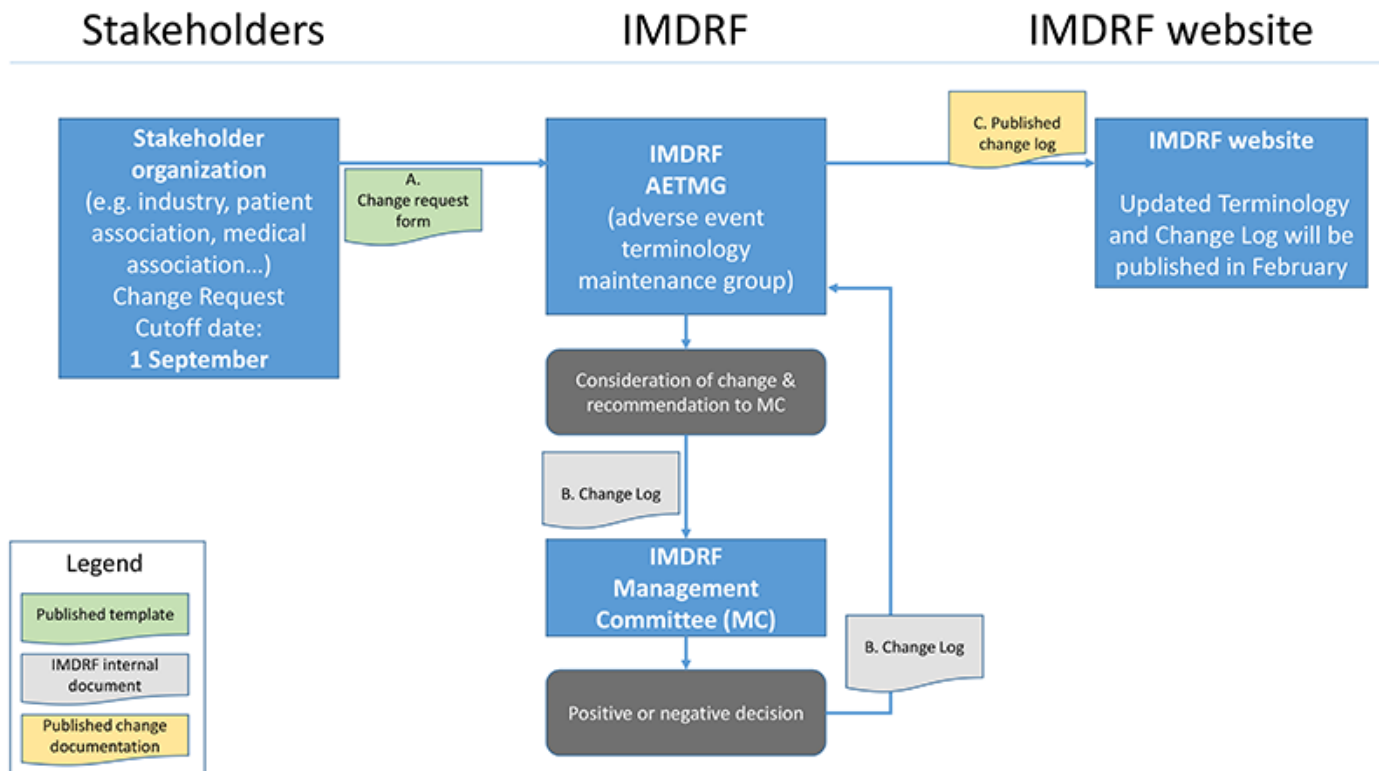 Stakeholders
IMDRF
IMDRF website
Stakeholder
organization
(e.g. industry, patient
association, medical
association...)
Change Request
Cutoff date:
1 September
A.
Change request
form
IMDRF
AETMG
(adverse event
terminology
maintenance group)
C. Published
change log
IMDRF website
Updated Terminology
and Change Log will be
published in February
Consideration of change &
recommendation to MC
B. Change Log
IMDRF
Management
Committee (MC)
B. Change Log
Positive or negative decision
Legend
Published template
IMDRF internal
document
Published change
documentation